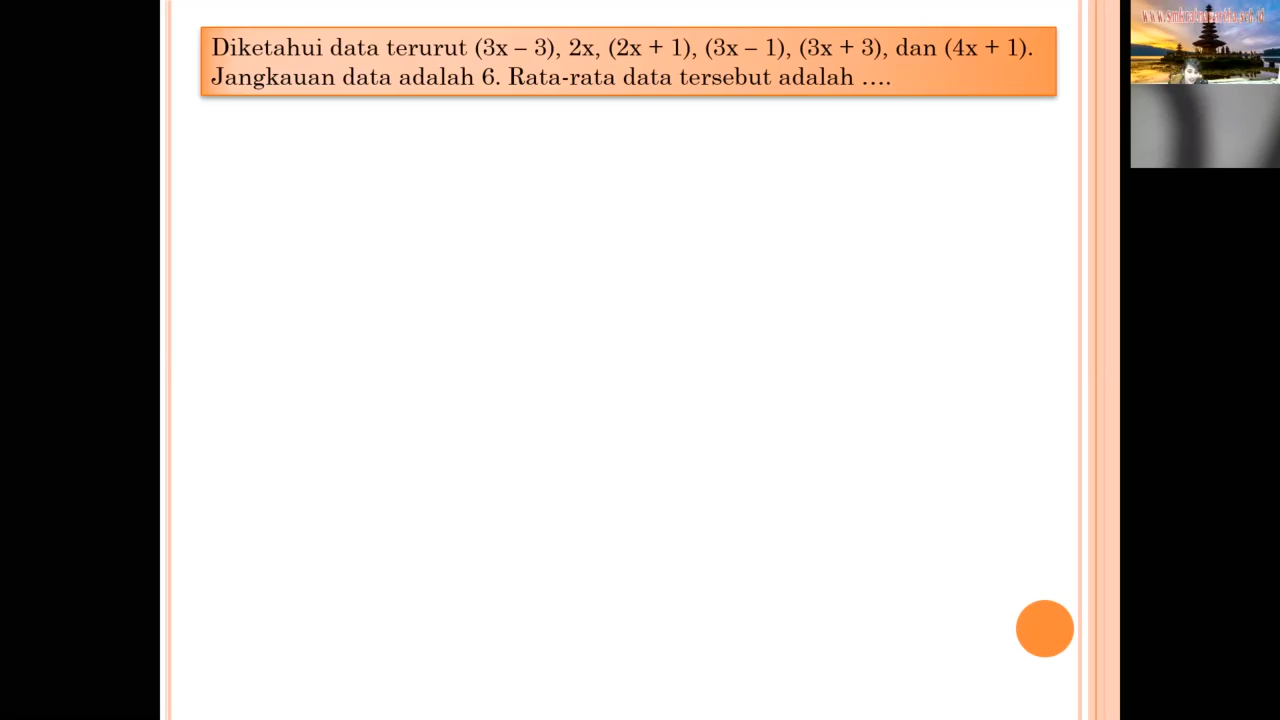 Diketahui data terurut (3x – 3), 2x, (2x + 1), (3x – 1), (3x + 3), dan (4x + 1).
Jangkauan data adalah 6. Rata-rata data tersebut adalah ….